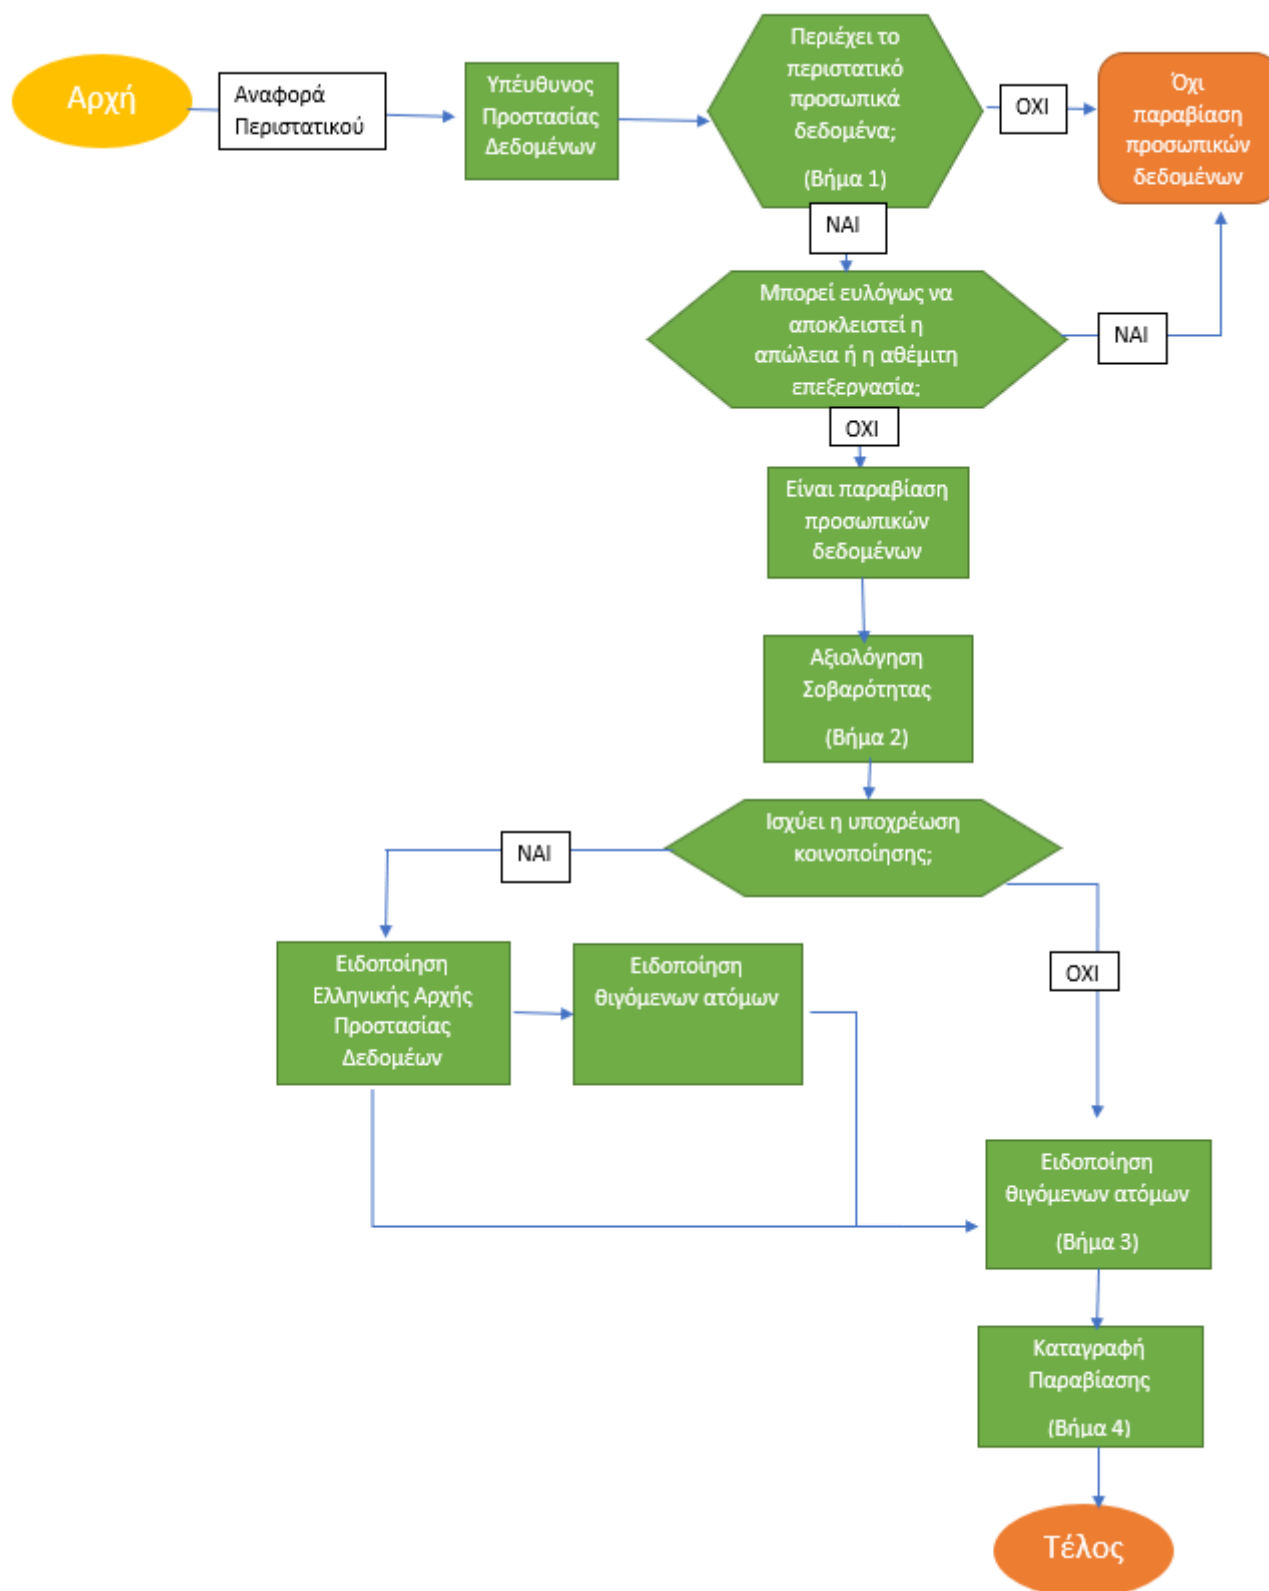 Αρχή
Αναφορά
Περιστατικού
Υπέυθυνος
Προστασίας
Δεδομένων
Περιέχει το
περιστατικό
προσωπικά
δεδομένα;
(Βήμα 1)
ΟΧΙ
Όχι
παραβίαση
προσωπικών
δεδομένων
ΝΑΙ
Μπορεί ευλόγως να
αποκλειστεί η
απώλεια ή η αθέμιτη
επεξεργασία;
ΝΑΙ
ΟΧΙ
Είναι παραβίαση
προσωπικών
δεδομένων
Αξιολόγηση
Σοβαρότητας
(Βήμα 2)
Ισχύει η υποχρέωση
κοινοποίησης;
ΝΑΙ
ΟΧΙ
Ειδοποίηση
Ελληνικής Αρχής
Προστασίας
Δεδομέων
Ειδοποίηση
θιγόμενων ατόμων
Ειδοποίηση
θιγόμενων ατόμων
(Βήμα 3)
Καταγραφή
Παραβίασης
(Βήμα 4)
Τέλος